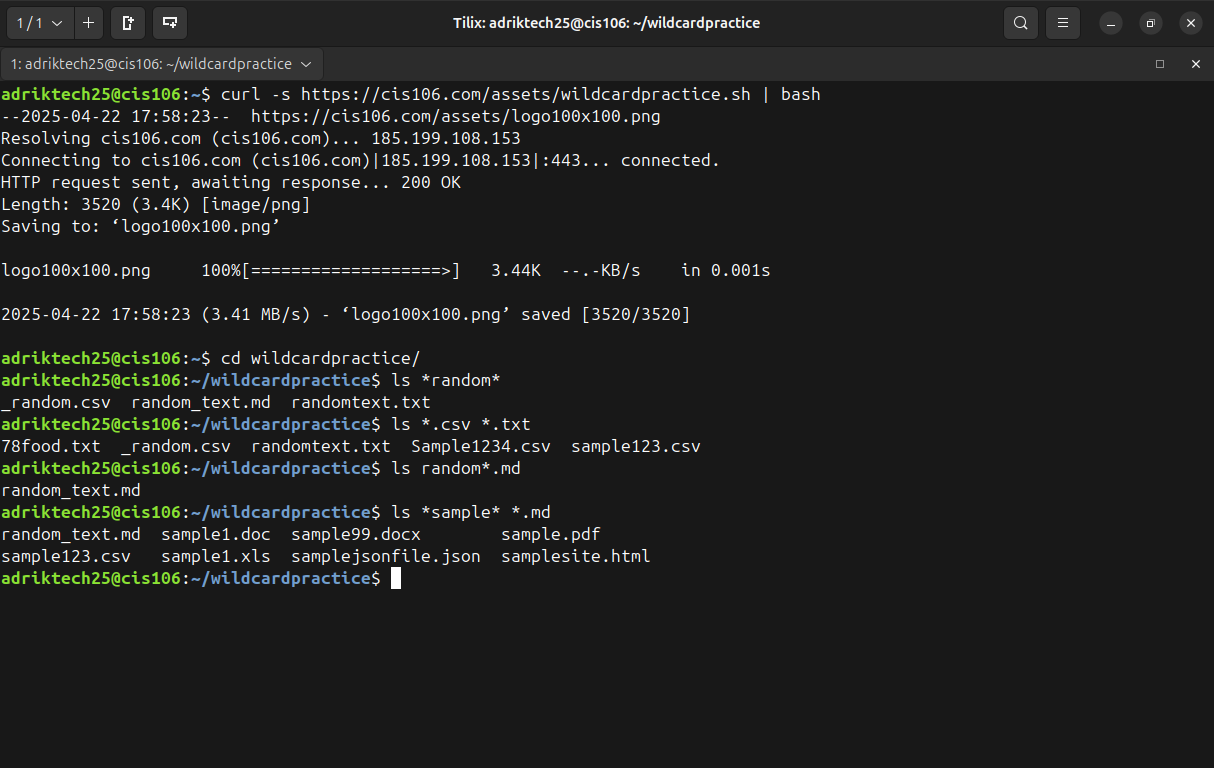 1 / 1
Tilix: adriktech25@cis106: ~/wildcardpractice
1: adriktech25@cis106: ~/wildcardpractice
adriktech25@cis106:~$ curl -s https://cis106.com/assets/wildcardpractice.sh | bash
--2025-04-22 17:58:23--  https://cis106.com/assets/logo100x100.png
Resolving cis106.com (cis106.com)... 185.199.108.153
Connecting to cis106.com (cis106.com)|185.199.108.153|:443... connected.
HTTP request sent, awaiting response... 200 OK
Length: 3520 (3.4K) [image/png]
Saving to: ‘logo100x100.png’
logo100x100.png     100%[===================>]   3.44K  --.-KB/s    in 0.001s
2025-04-22 17:58:23 (3.41 MB/s) - ‘logo100x100.png’ saved [3520/3520]
adriktech25@cis106:~$ cd wildcardpractice/
adriktech25@cis106:~/wildcardpractice$ ls *random*
_random.csv  random_text.md  randomtext.txt
adriktech25@cis106:~/wildcardpractice$ ls *.csv *.txt
78food.txt  _random.csv  randomtext.txt  Sample1234.csv  sample123.csv
adriktech25@cis106:~/wildcardpractice$ ls random*.md
random_text.md
adriktech25@cis106:~/wildcardpractice$ ls *sample* *.md
random_text.md  sample1.doc  sample99.docx        sample.pdf
sample123.csv   sample1.xls  samplejsonfile.json  samplesite.html
adriktech25@cis106:~/wildcardpractice$